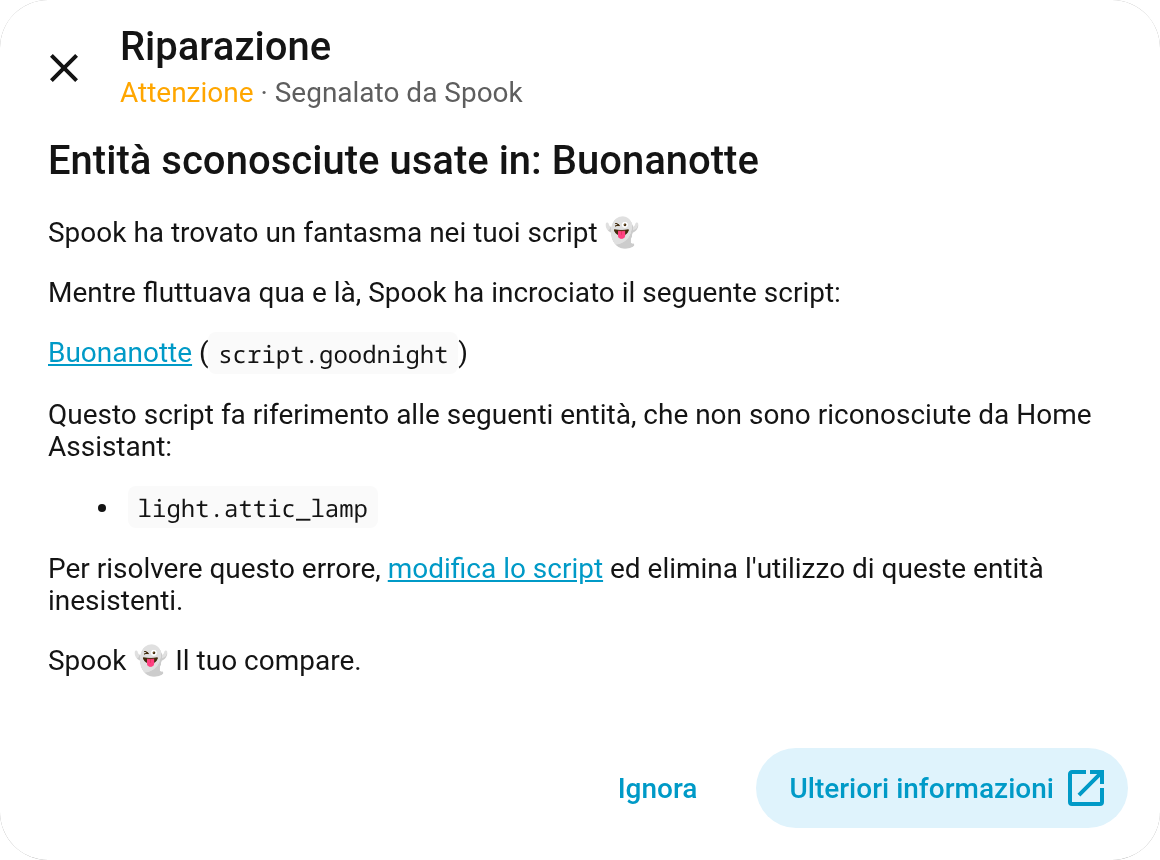 Riparazione
Attenzione · Segnalato da Spook
Entità sconosciute usate in: Buonanotte
Spook ha trovato un fantasma nei tuoi script 👻
Mentre fluttuava qua e là, Spook ha incrociato il seguente script:
Buonanotte ( script.goodnight )
Questo script fa riferimento alle seguenti entità, che non sono riconosciute da Home
Assistant:
• light.attic_lamp
Per risolvere questo errore, modifica lo script ed elimina l'utilizzo di queste entità
inesistenti.
Spook 👻 Il tuo compare.
Ignora
Ulteriori informazioni